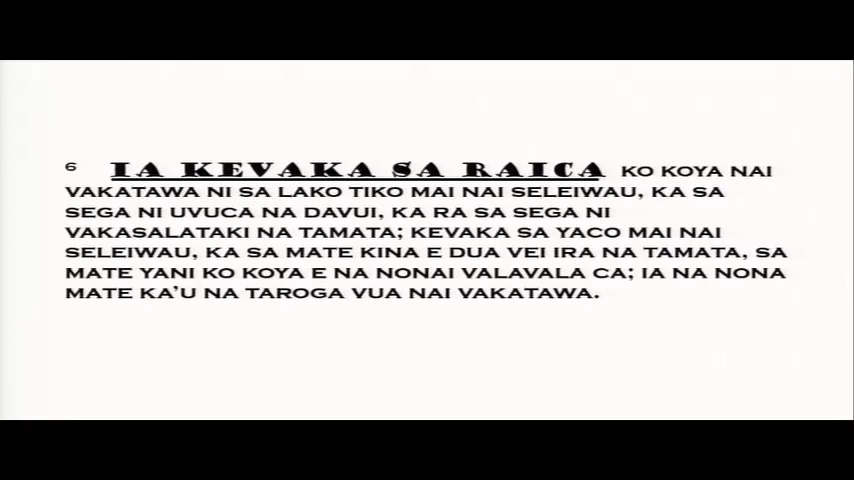 6 IA KEVAKA SA RAICA KO KOYA NAI
VAKATAWA NI SA LAKO TIKO MAI NAI SELEIWAU, KA SA
SEGA NI UVUCA NA DAVUI, KA RA SA SEGA NI
VAKASALATAKI NA TAMATA; KEVAKA SA YACO MAI NAI
SELEIWAU, KA SA MATE KINA E DUA VEI IRA NA TAMATA, SA
MATE YANI KO KOYA E NA NONAI VALAVALA CA; IA NA NONA
MATE KA'U NA TAROGA VUA NAI VAKATAWA.